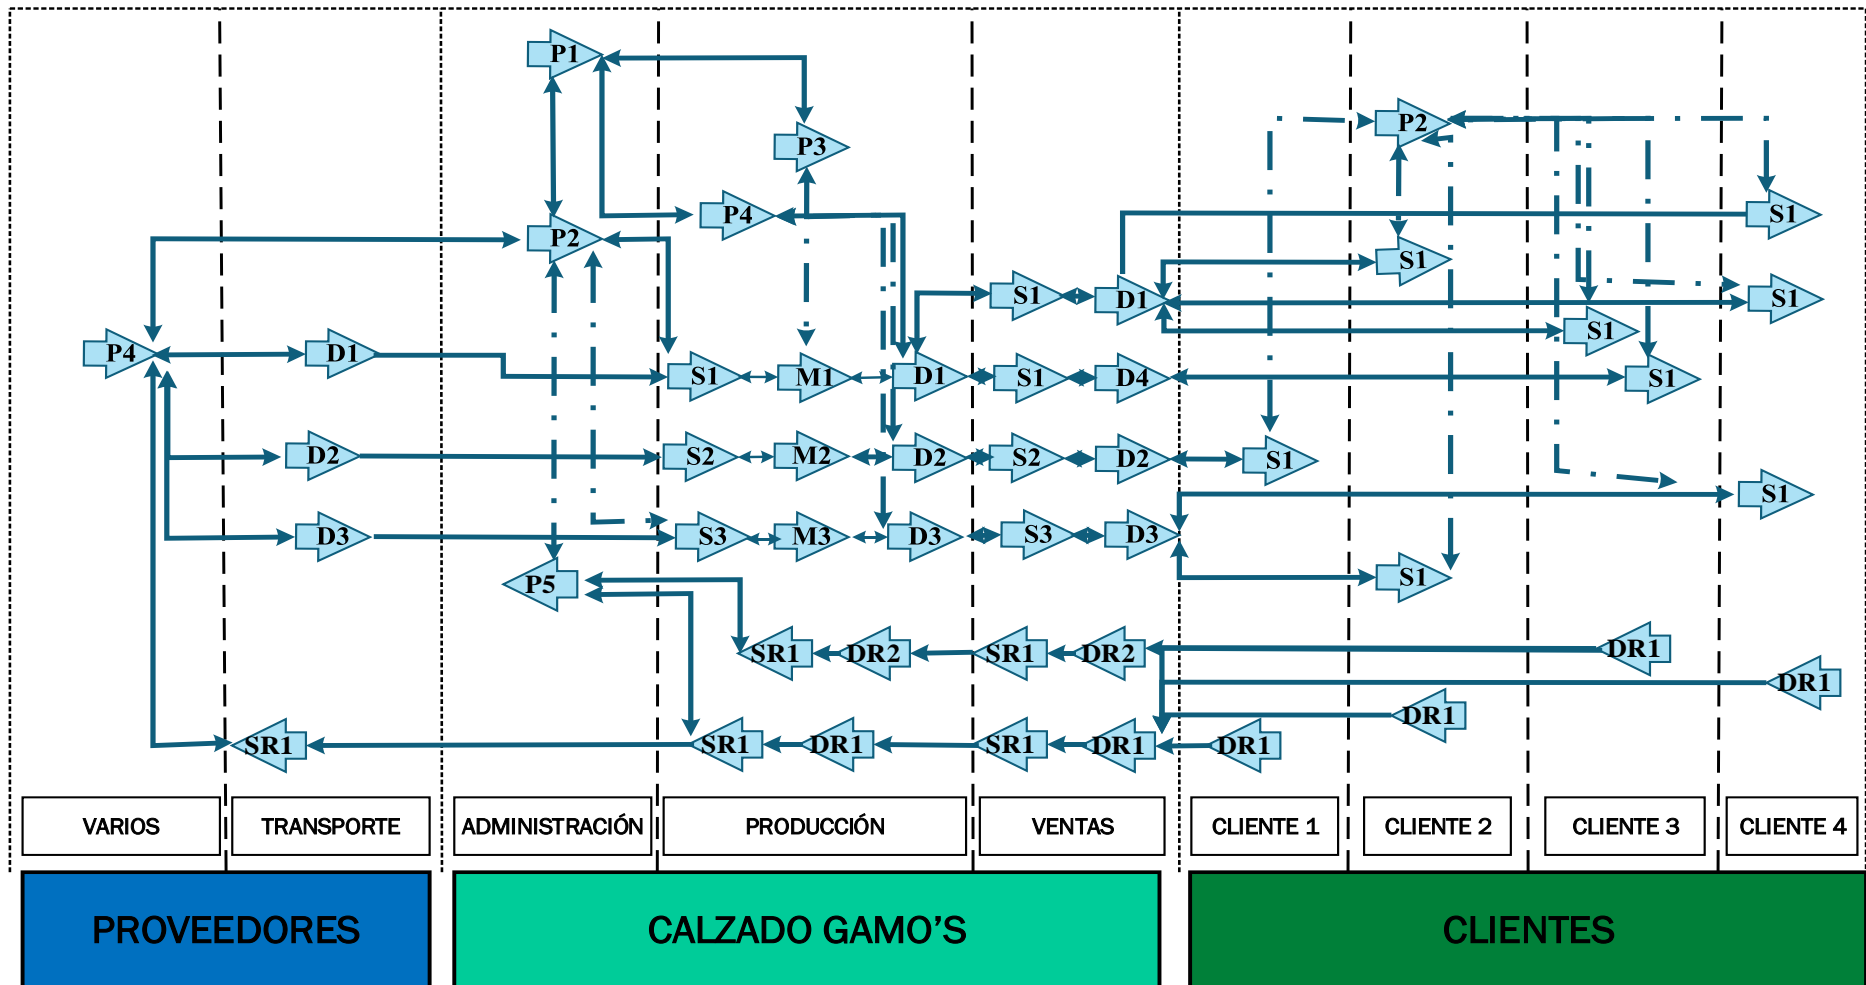 P1
P2
P3
P4
P2
S1
S1
S1
D1
S1
S1
P4
D1
S1
M1
D1
S1
D4
S1
D2
S2
M2
D2
S2
D2
S1
S1
D3
S3
M3
D3
S3
D3
P5
S1
SR1
DR2
SR1
DR2
DR1
DR1
DR1
SR1
SR1
DR1
SR1
DR1
DR1
VARIOS
TRANSPORTE
ADMINISTRACIÓN
PRODUCCIÓN
VENTAS
CLIENTE 1
CLIENTE 2
CLIENTE 3
CLIENTE 4
PROVEEDORES
CALZADO GAMO'S
CLIENTES